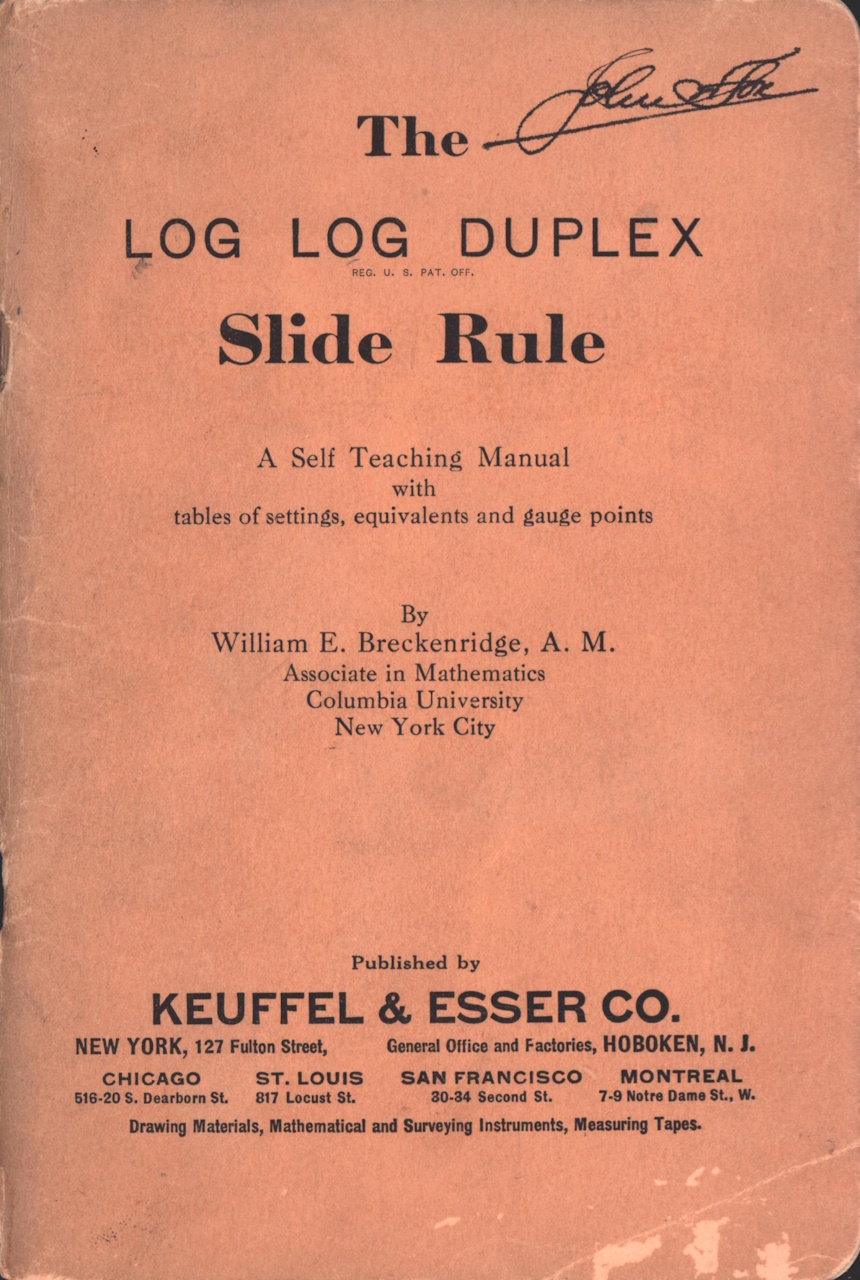 John Fox
The
LOG LOG DUPLEX
REG. U. S. PAT. OFF.
Slide Rule
A Self Teaching Manual
with
tables of settings, equivalents and gauge points
By
William E. Breckenridge, A. M.
Associate in Mathematics
Columbia University
New York City
Published by
KEUFFEL & ESSER CO.
NEW YORK, 127 Fulton Street, General Office and Factories, HOBOKEN, N. J.
CHICAGO ST. LOUIS SAN FRANCISCO MONTREAL
516-20 S. Dearborn St. 817 Locust St. 30-34 Second St. 7-9 Notre Dame St., W.
Drawing Materials, Mathematical and Surveying Instruments, Measuring Tapes.